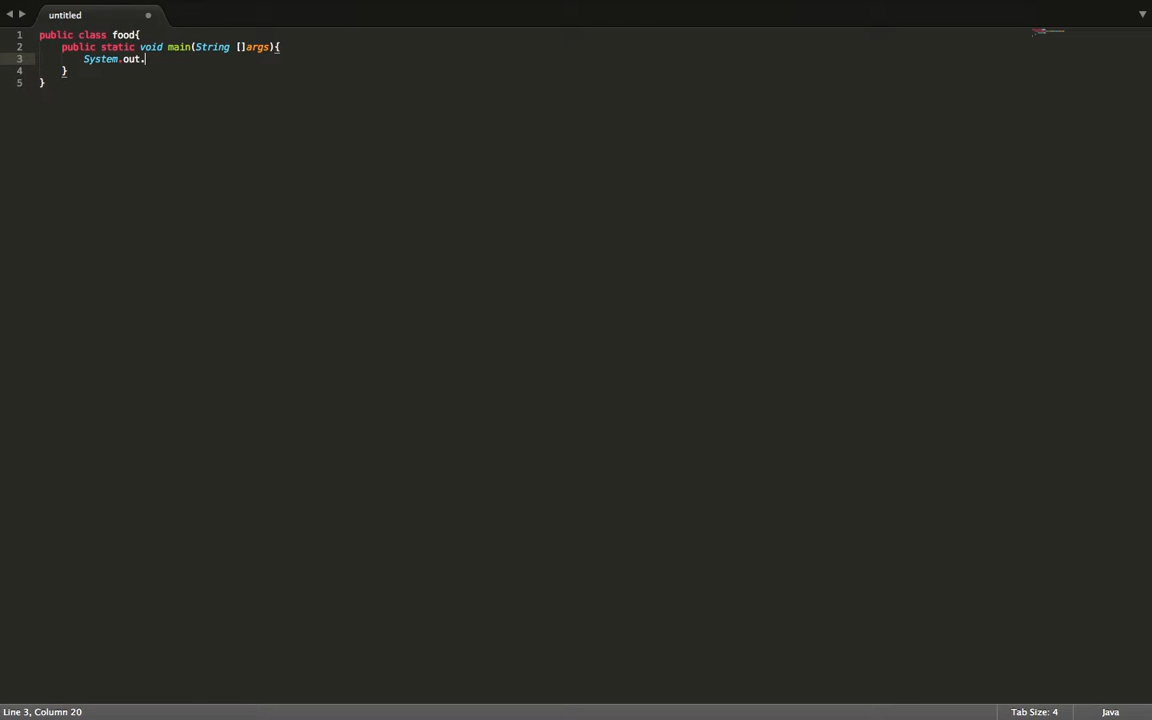 untitled
1 public class food{
2 public static void main(String []args){
3 System.out.
4 }
5 }
Line 3, Column 20
Tab Size: 4
Java